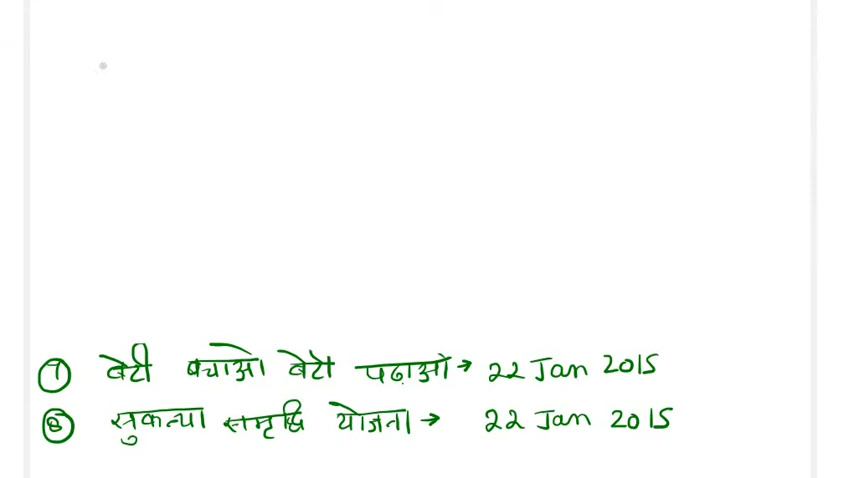 ⑦ बेटी बचाओ बेटी पढ़ाओ → 22 Jan 2015
⑧ सुकन्या समृद्धि योजना → 22 Jan 2015